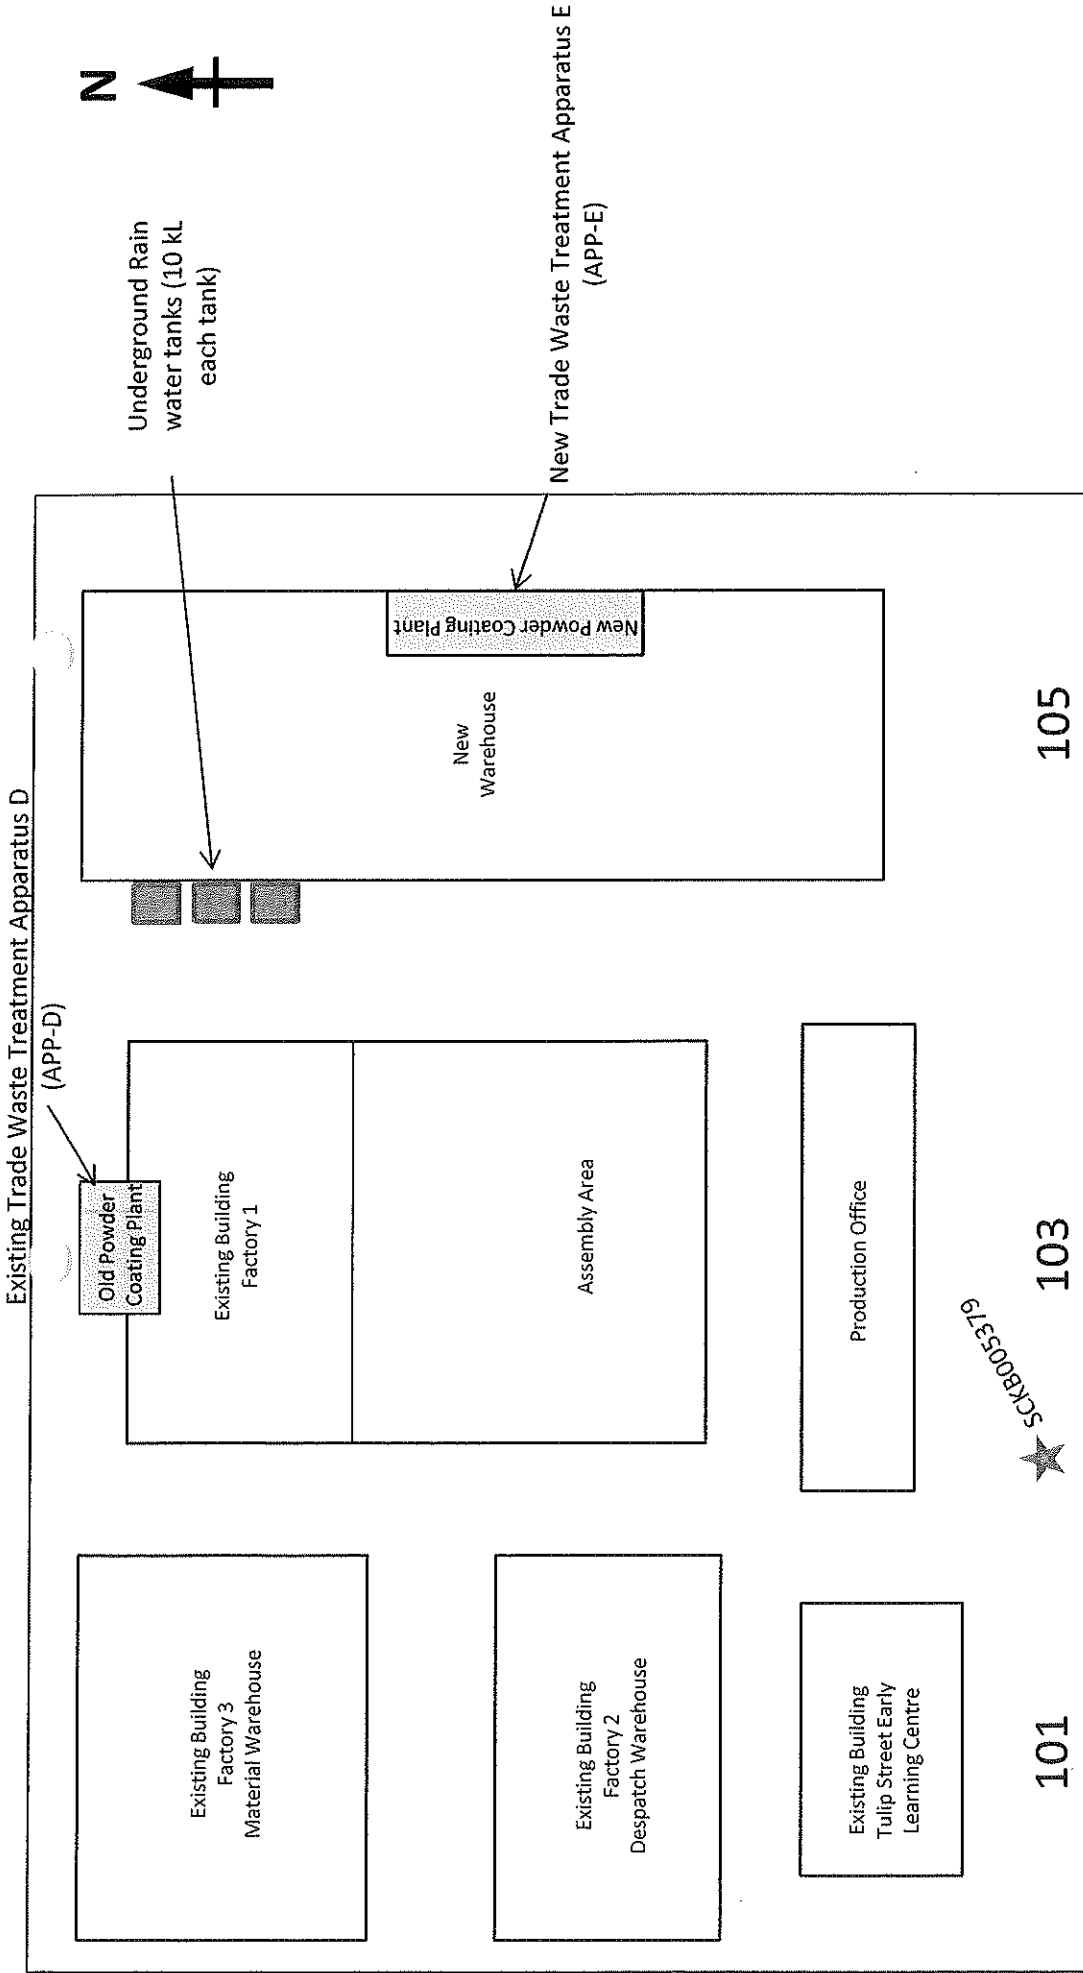 Existing Trade Waste Treatment Apparatus D
(APP-D)
N
Underground Rain
water tanks (10 kL
each tank)
Old Powder
Coating Plant
Existing Building
Factory 3
Material Warehouse
Existing Building
Factory 1
New Powder Coating Plant
New
Warehouse
New Trade Waste Treatment Apparatus E
(APP-E)
Existing Building
Factory 2
Despatch Warehouse
Assembly Area
Existing Building
Tulip Street Early
Learning Centre
Production Office
SCKB005379
101
103
105